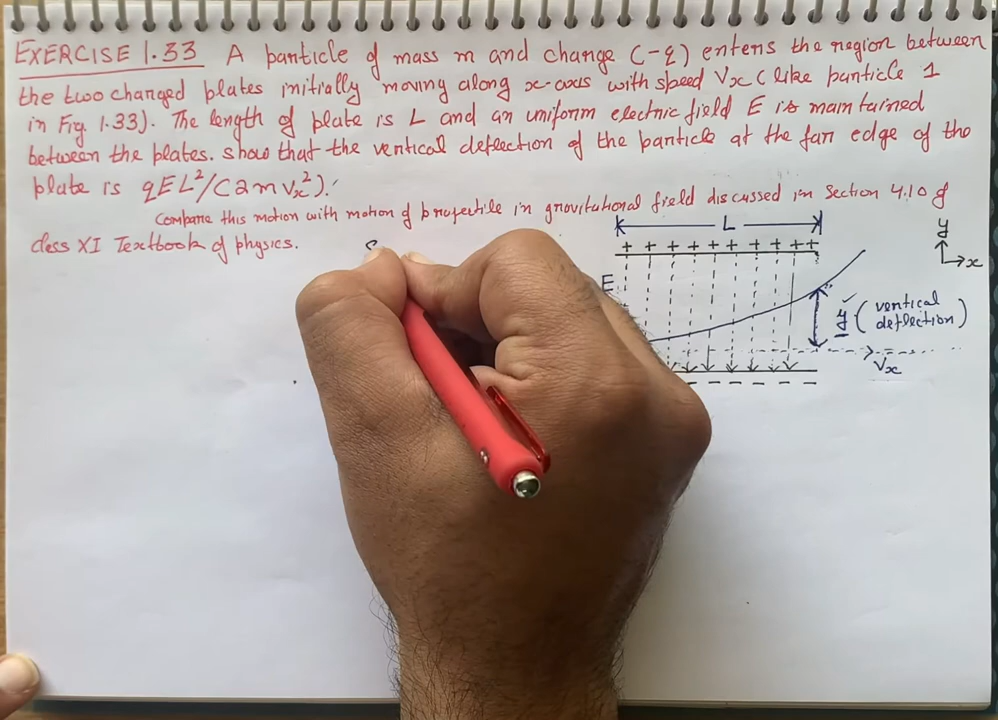 EXERCISE 1.33 A particle of mass m and charge (-q) enters the region between
the two charged plates initially moving along x-axis with speed Vx (like particle 1
in Fig. 1.33). The length of plate is L and an uniform electric field E is maintained
between the plates. show that the vertical deflection of the particle at the far edge of the
plate is qEL²/(2m Vx²).
Compare this motion with motion of projectile in gravitational field discussed in Section 4.10 of
class XI Textbook of physics.
S
L
y
x
+ + + + + + + + +
E
y (vertical
deflection)
Vx
- - - - - -